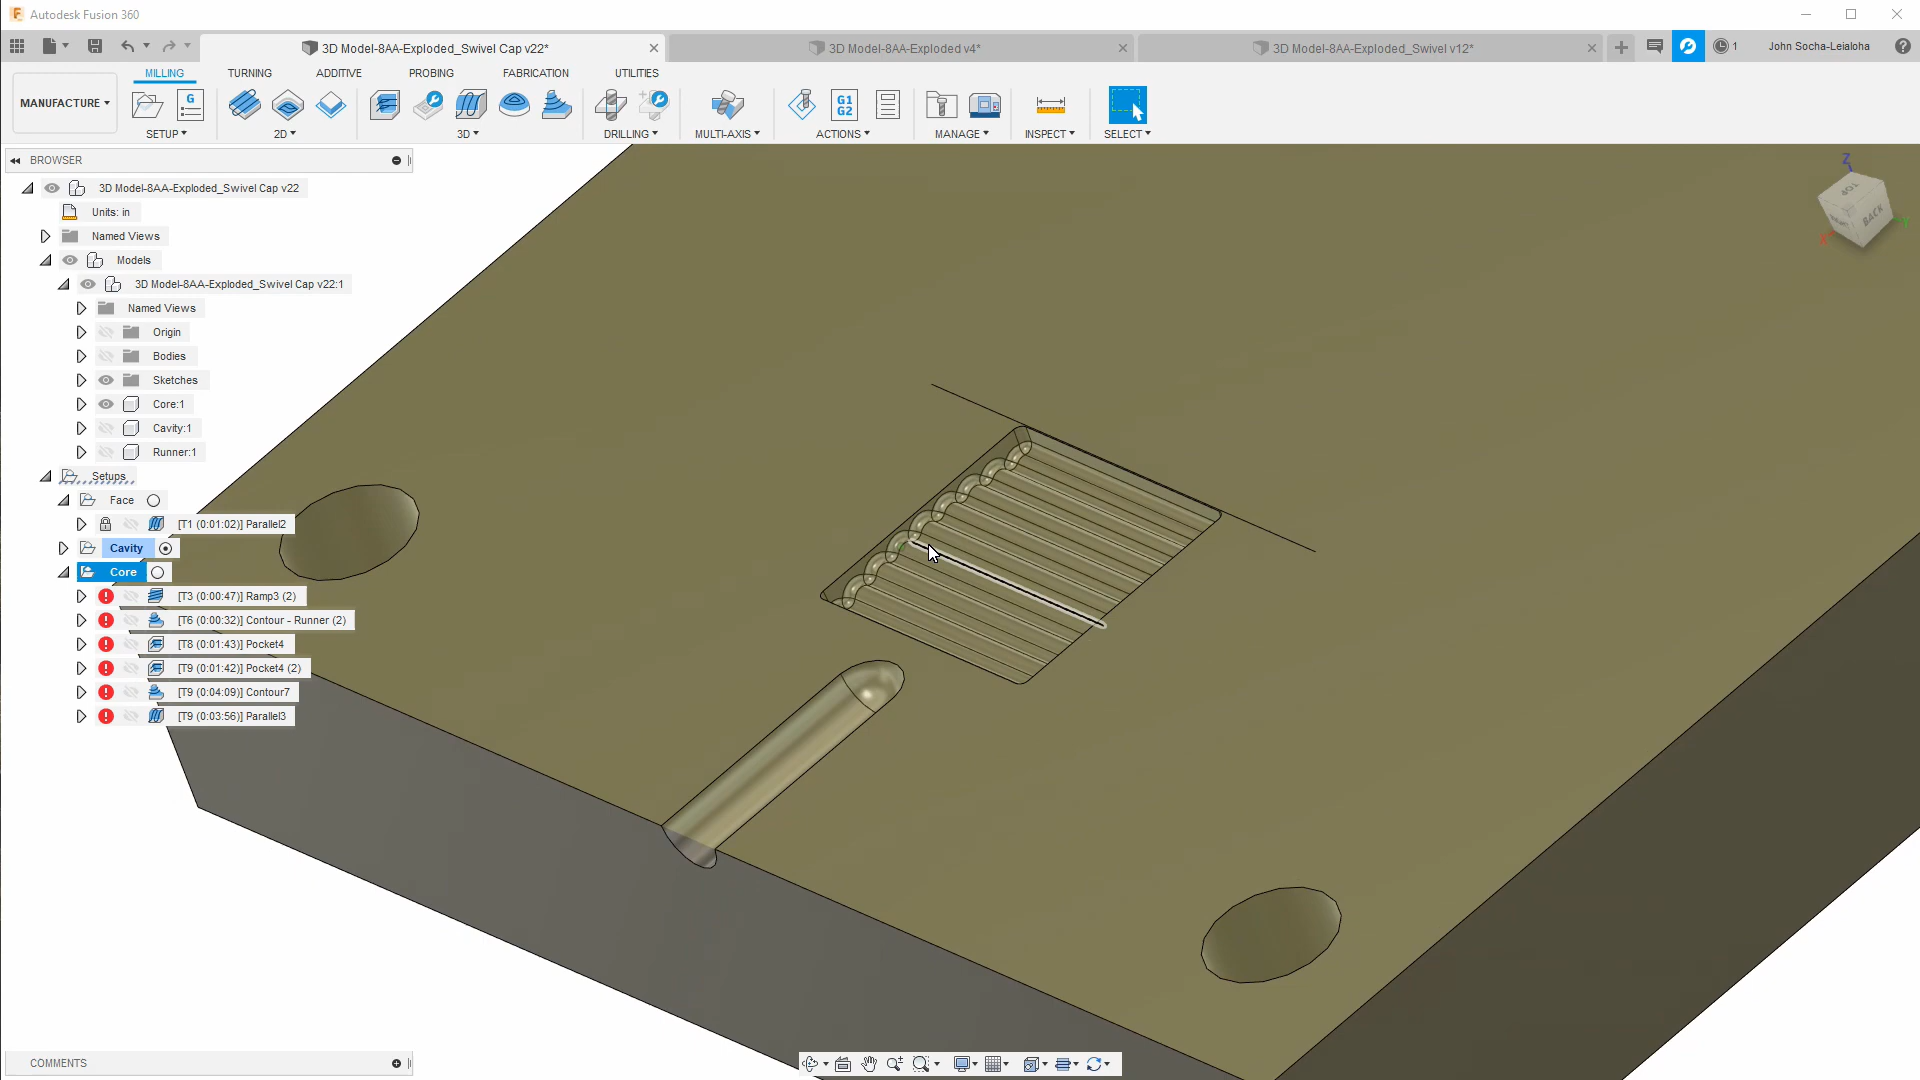 Autodesk Fusion 360
3D Model-8AA-Exploded_Swivel Cap v22*
3D Model-8AA-Exploded v4*
3D Model-8AA-Exploded_Swivel v12*
1
John Socha-Leialoha
MILLING TURNING ADDITIVE PROBING FABRICATION UTILITIES
MANUFACTURE
G
G1
G2
SETUP 2D 3D DRILLING MULTI-AXIS ACTIONS MANAGE INSPECT SELECT
BROWSER
3D Model-8AA-Exploded_Swivel Cap v22
Units: in
Named Views
Models
3D Model-8AA-Exploded_Swivel Cap v22:1
Named Views
Origin
Bodies
Sketches
Core:1
Cavity:1
Runner:1
Setups
Face
[T1 (0:01:02)] Parallel2
Cavity
Core
[T3 (0:00:47)] Ramp3 (2)
[T6 (0:00:32)] Contour - Runner (2)
[T8 (0:01:43)] Pocket4
[T9 (0:01:42)] Pocket4 (2)
[T9 (0:04:09)] Contour7
[T9 (0:03:56)] Parallel3
Z
TOP
BACK
Y
COMMENTS